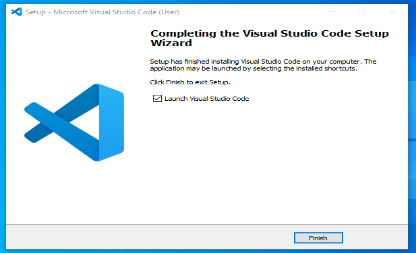 Setup - Microsoft Visual Studio Code (User)
Completing the Visual Studio Code Setup
Wizard
Setup has finished installing Visual Studio Code on your computer. The
application may be launched by selecting the installed shortcuts.
Click Finish to exit Setup.
Launch Visual Studio Code
Finish